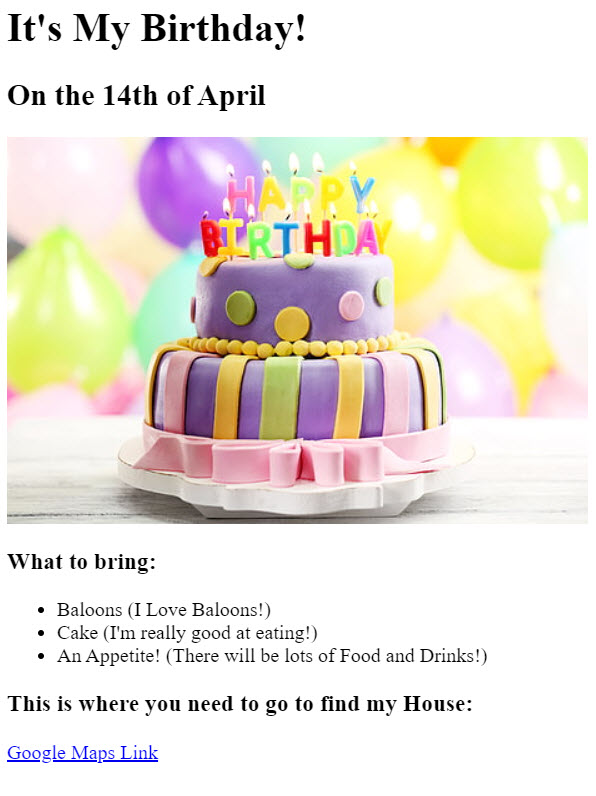 It's My Birthday!
On the 14th of April
HAPPY
BIRTHDAY
What to bring:
Baloons (I Love Baloons!)
Cake (I'm really good at eating!)
An Appetite! (There will be lots of Food and Drinks!)
This is where you need to go to find my House:
Google Maps Link